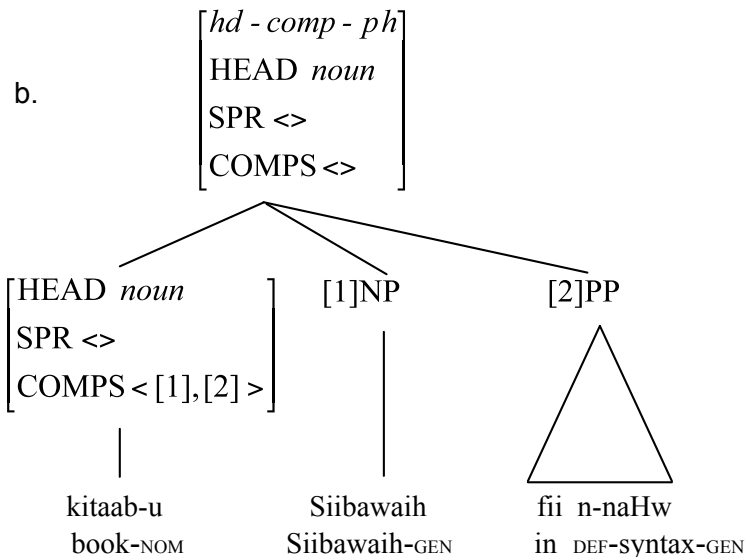 [hd - comp - ph]
HEAD noun
b.
SPR <>
COMPS <>
HEAD noun
[1]NP
[2]PP
SPR <>
COMPS < [1], [2] >
kitaab-u Siibawaih fii n-naHw
book-NOM Siibawaih-GEN in DEF-syntax-GEN